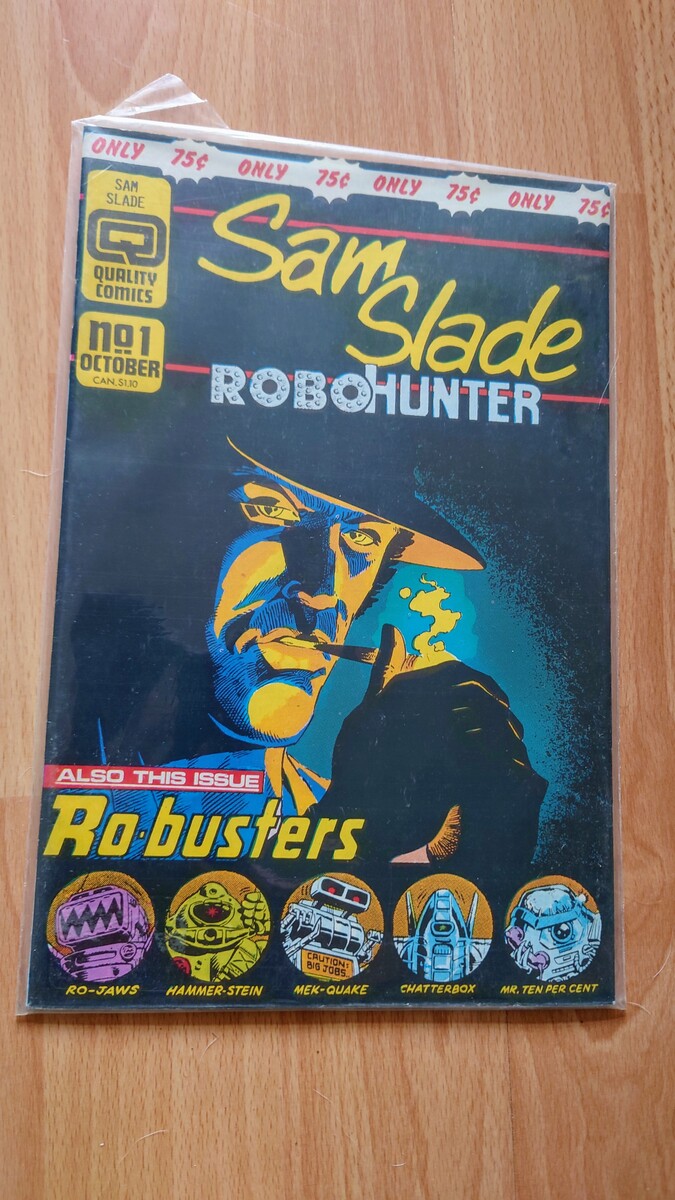 ONLY 75¢ ONLY 75¢ ONLY 75¢ ONLY 75¢
SAM
SLADE
Q
QUALITY
COMICS
Nº1
OCTOBER
CAN. $1,10
Sam
Slade
ROBOHUNTER
ALSO THIS ISSUE
Ro·busters
CAUTION:
BIG JOBS.
RO-JAWS HAMMER-STEIN MEK-QUAKE CHATTERBOX MR. TEN PER CENT